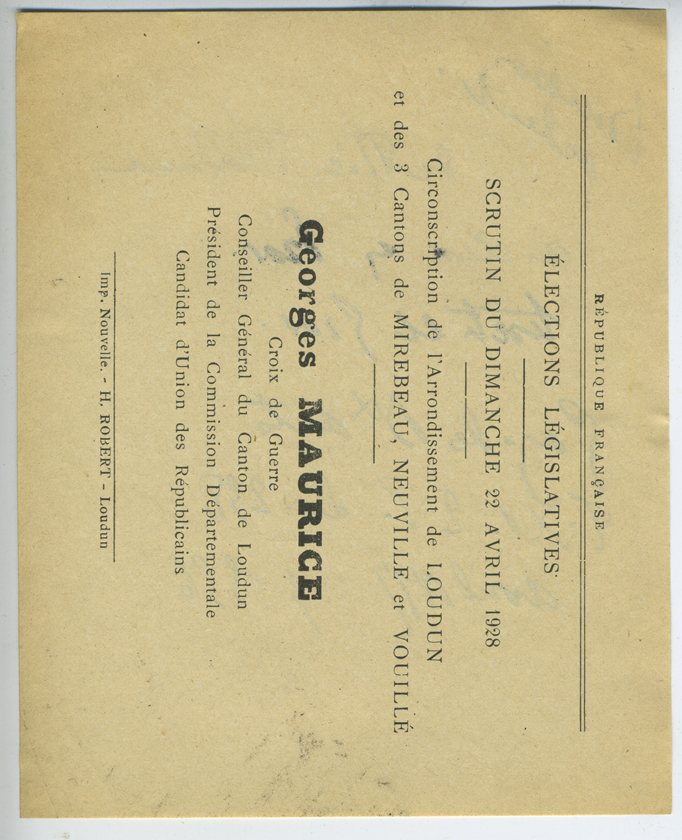 RÉPUBLIQUE FRANÇAISE
ÉLECTIONS LÉGISLATIVES
SCRUTIN DU DIMANCHE 22 AVRIL 1928
Circonscription de l'Arrondissement de LOUDUN
et des 3 Cantons de MIREBEAU, NEUVILLE et VOUILLÉ
Georges MAURICE
Croix de Guerre
Conseiller Général du Canton de Loudun
Président de la Commission Départementale
Candidat d'Union des Républicains
Imp. Nouvelle. - H. ROBERT - Loudun